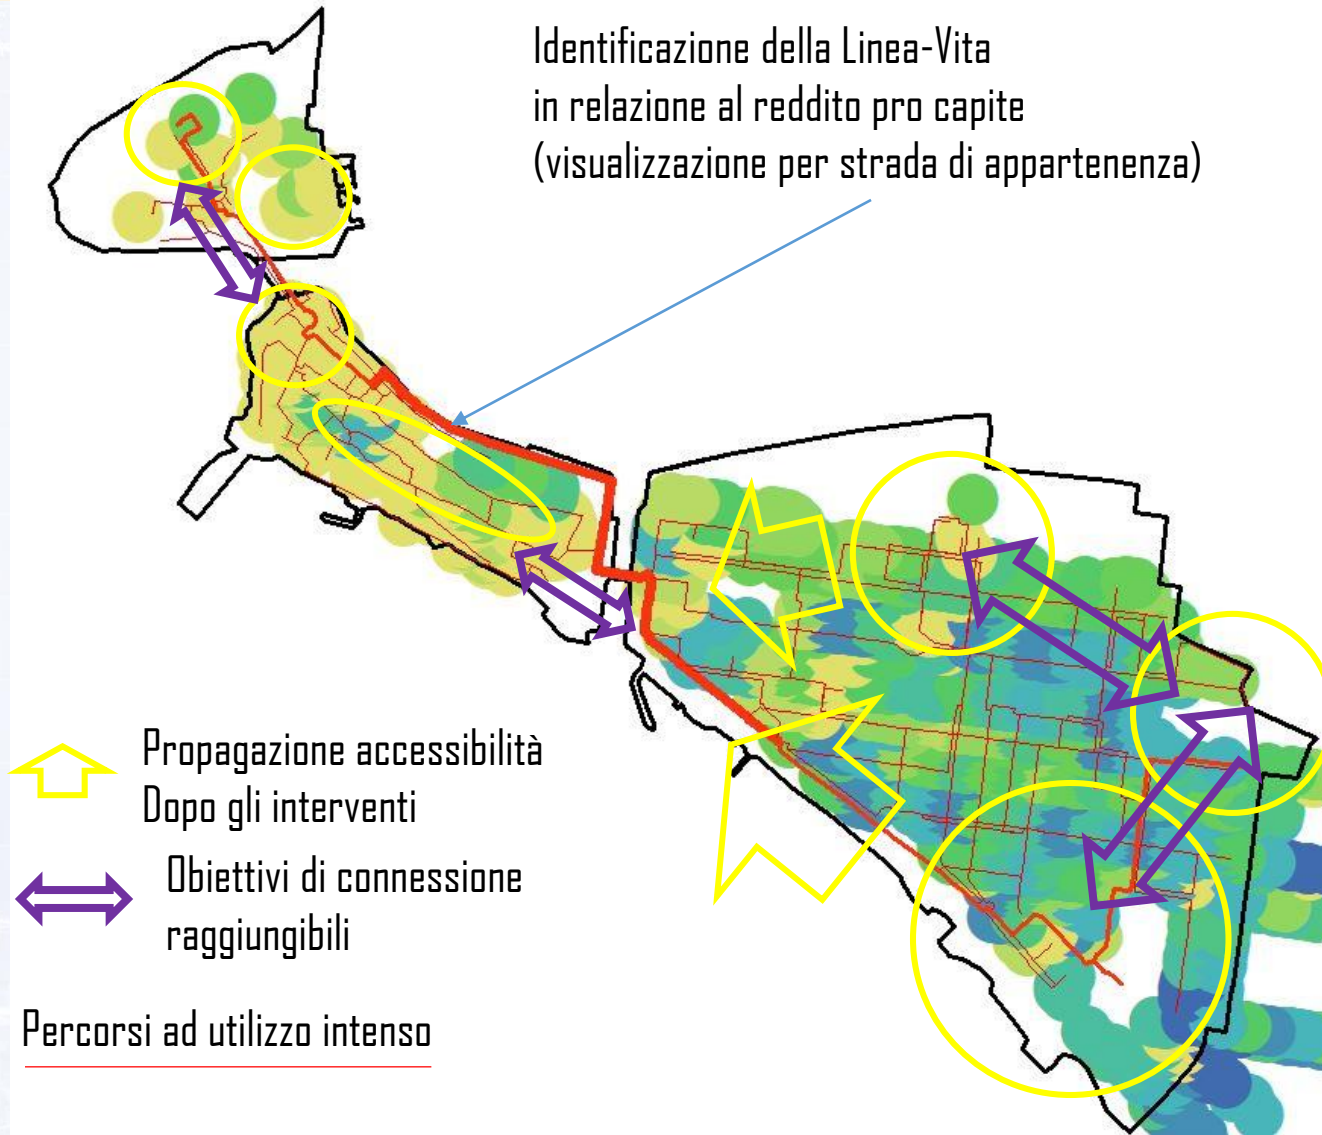 Identificazione della Linea-Vita
in relazione al reddito pro capite
(visualizzazione per strada di appartenenza)
Propagazione accessibilità
Dopo gli interventi
Obiettivi di connessione
raggiungibili
Percorsi ad utilizzo intenso